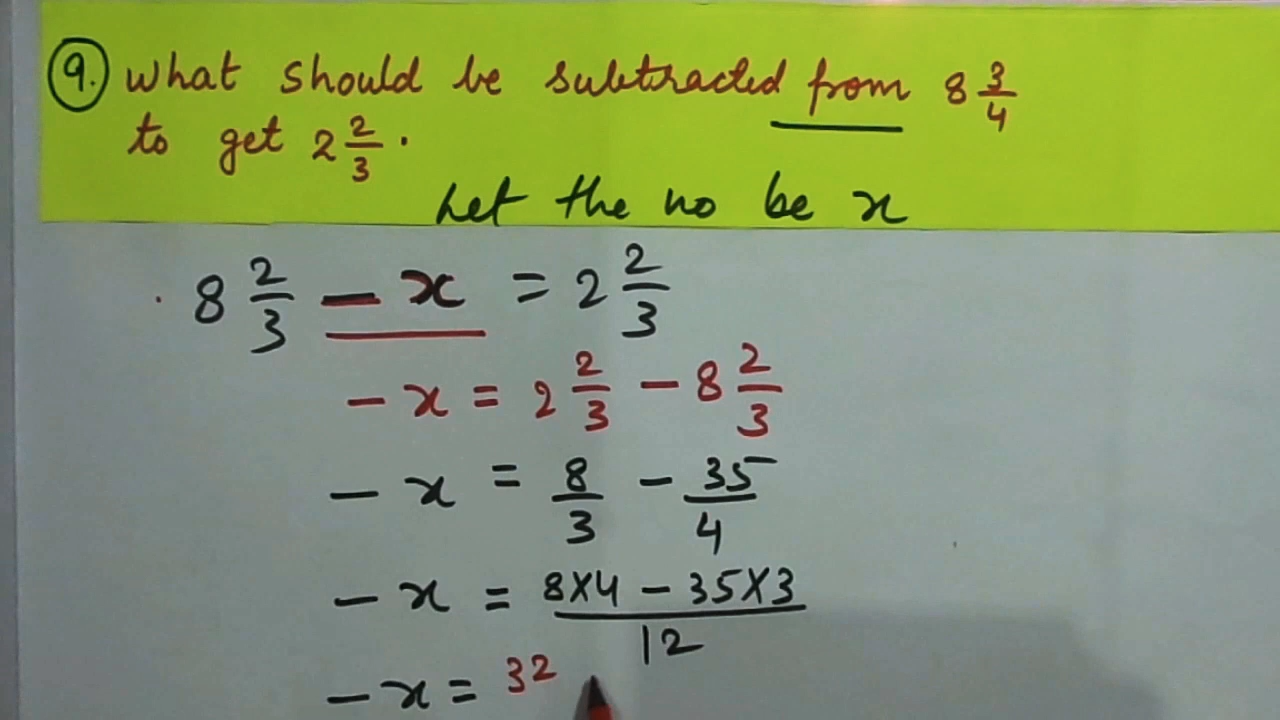 9. What should be subtracted from 8 3/4
to get 2 2/3.
Let the no be x
8 2/3 - x = 2 2/3
- x = 2 2/3 - 8 2/3
- x = 8/3 - 35/4
- x = 8×4 - 35×3 / 12
- x = 32